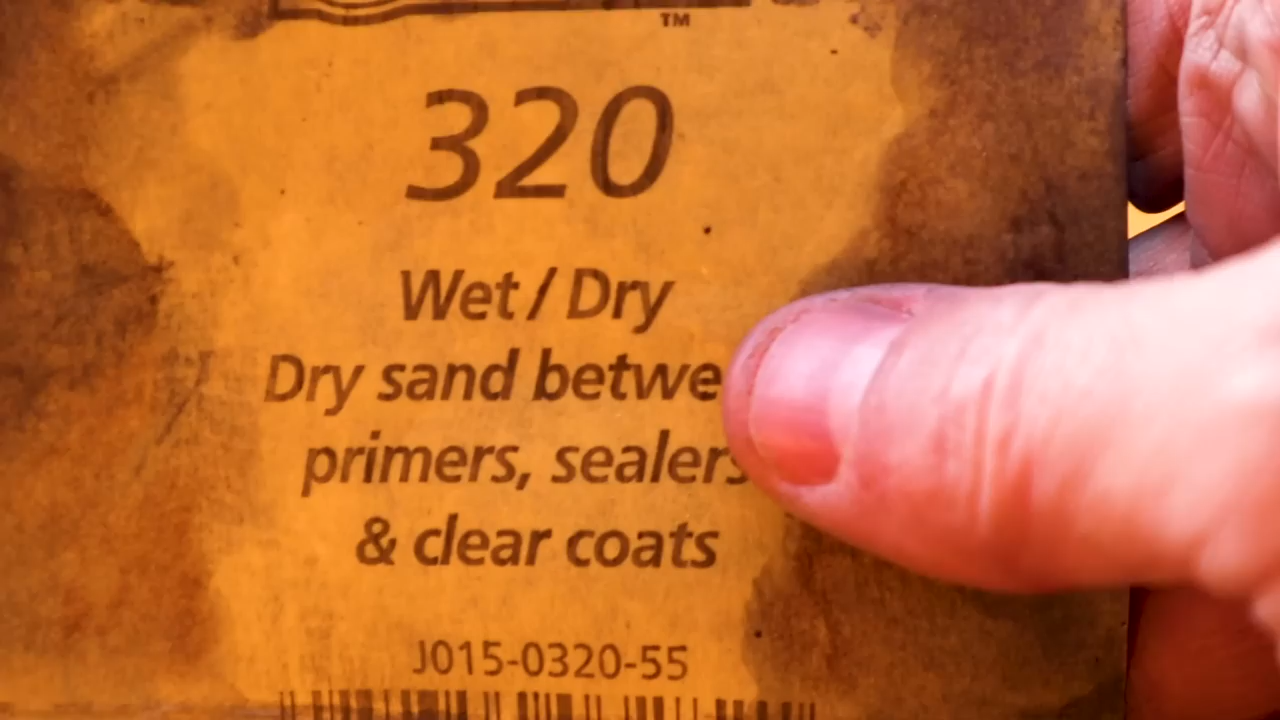 TM
320
Wet / Dry
Dry sand betwe
primers, sealers
& clear coats
J015-0320-55